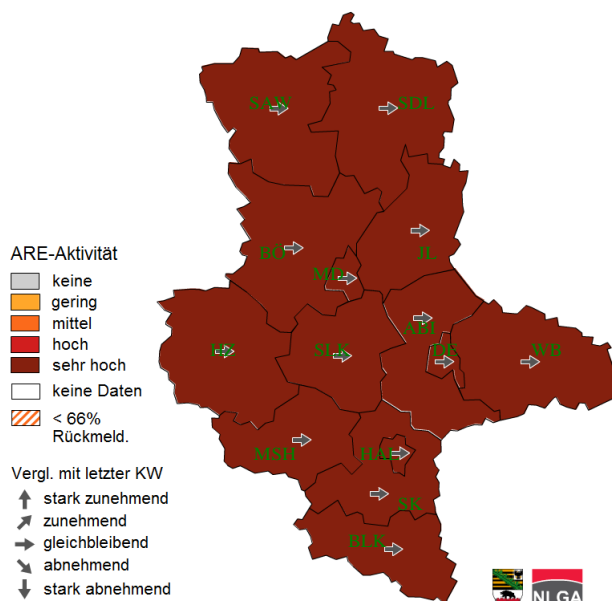 SAW
SDL
BÖ
MD
JL
ABI
DE
WB
HZ
SLK
MSH
HAL
SK
BLK
ARE-Aktivität
keine
gering
mittel
hoch
sehr hoch
keine Daten
< 66%
Rückmeld.
Vergl. mit letzter KW
stark zunehmend
zunehmend
gleichbleibend
abnehmend
stark abnehmend
NLGA